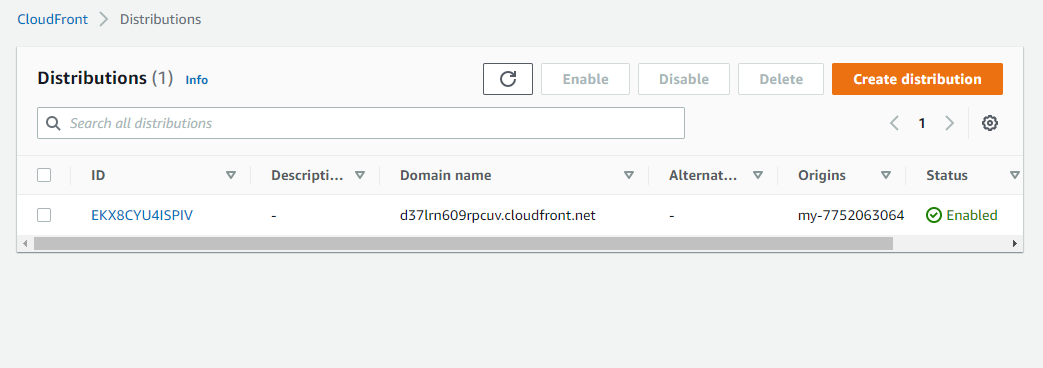 CloudFront > Distributions
Distributions (1) Info Enable Disable Delete Create distribution
Search all distributions 1
ID Descripti... Domain name Alternat... Origins Status
EKX8CYU4ISPIV - d37lrn609rpcuv.cloudfront.net - my-7752063064 Enabled